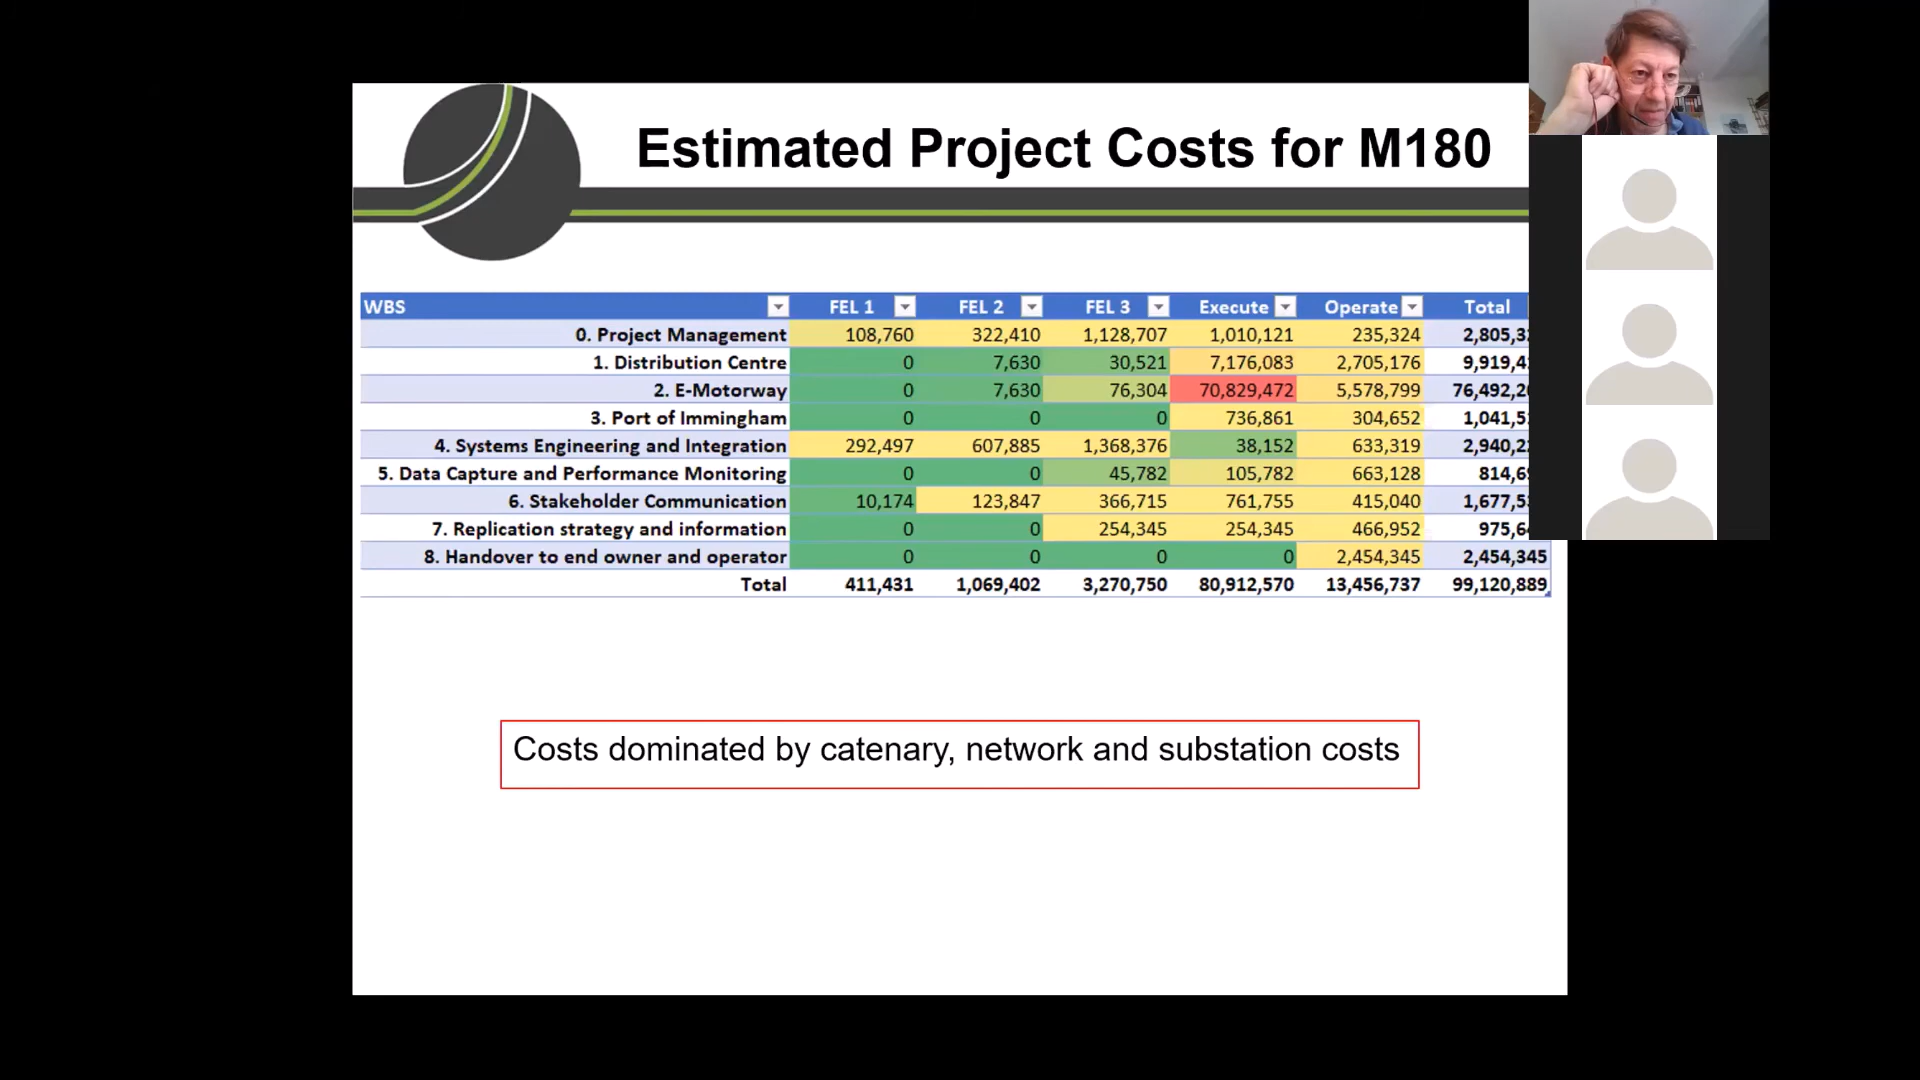 Estimated Project Costs for M180
WBS FEL 1 FEL 2 FEL 3 Execute Operate Total
0. Project Management 108,760 322,410 1,128,707 1,010,121 235,324
1. Distribution Centre 0 7,630 30,521 7,176,083 2,705,176
2. E-Motorway 0 7,630 76,304 70,829,472 5,578,799
3. Port of Immingham 0 0 0 736,861 304,652
4. Systems Engineering and Integration 292,497 607,885 1,368,376 38,152 633,319
5. Data Capture and Performance Monitoring 0 0 45,782 105,782 663,128
6. Stakeholder Communication 10,174 123,847 366,715 761,755 415,040
7. Replication strategy and information 0 0 254,345 254,345 466,952
8. Handover to end owner and operator 0 0 0 0 2,454,345 2,454,345
Total 411,431 1,069,402 3,270,750 80,912,570 13,456,737 99,120,889
Costs dominated by catenary, network and substation costs